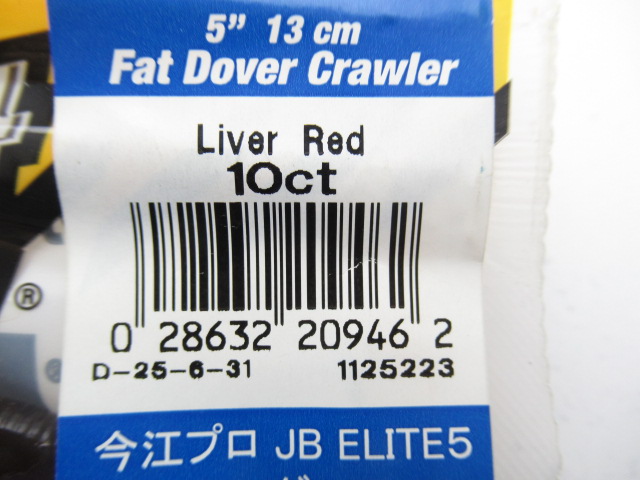 5” 13 cm
Fat Dover Crawler
Liver Red
10ct
®
0 28632 20946 2
D-25-6-31 1125223
今江プロ JB ELITE5